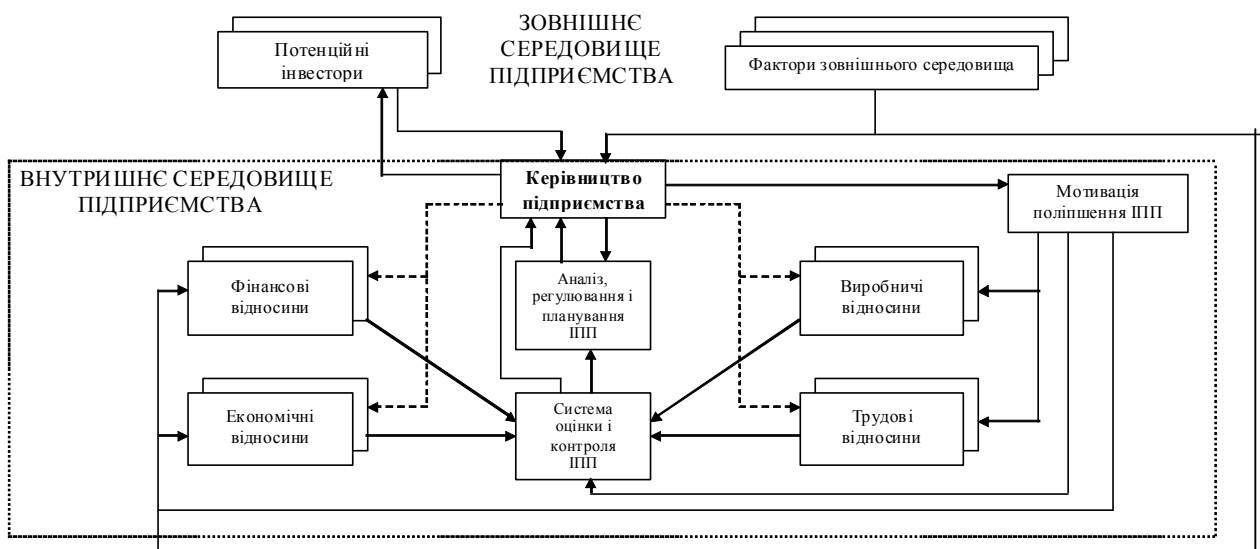 Потенційні
інвестори
ЗОВНІШНЄ
СЕРЕДОВИЩЕ
ПІДПРИЄМСТВА
Фактори зовнішнього середовища
ВНУТРИШНЄ СЕРЕДОВИЩЕ
ПІДПРИЄМСТВА
Керівництво
підприємства
Мотивація
поліпшення ІПП
Фінансові
відносини
Аналіз,
регулювання і
планування
ІПП
Виробничі
відносини
Економічні
відносини
Система
оцінки і
контроля
ІПП
Трудові
відносини